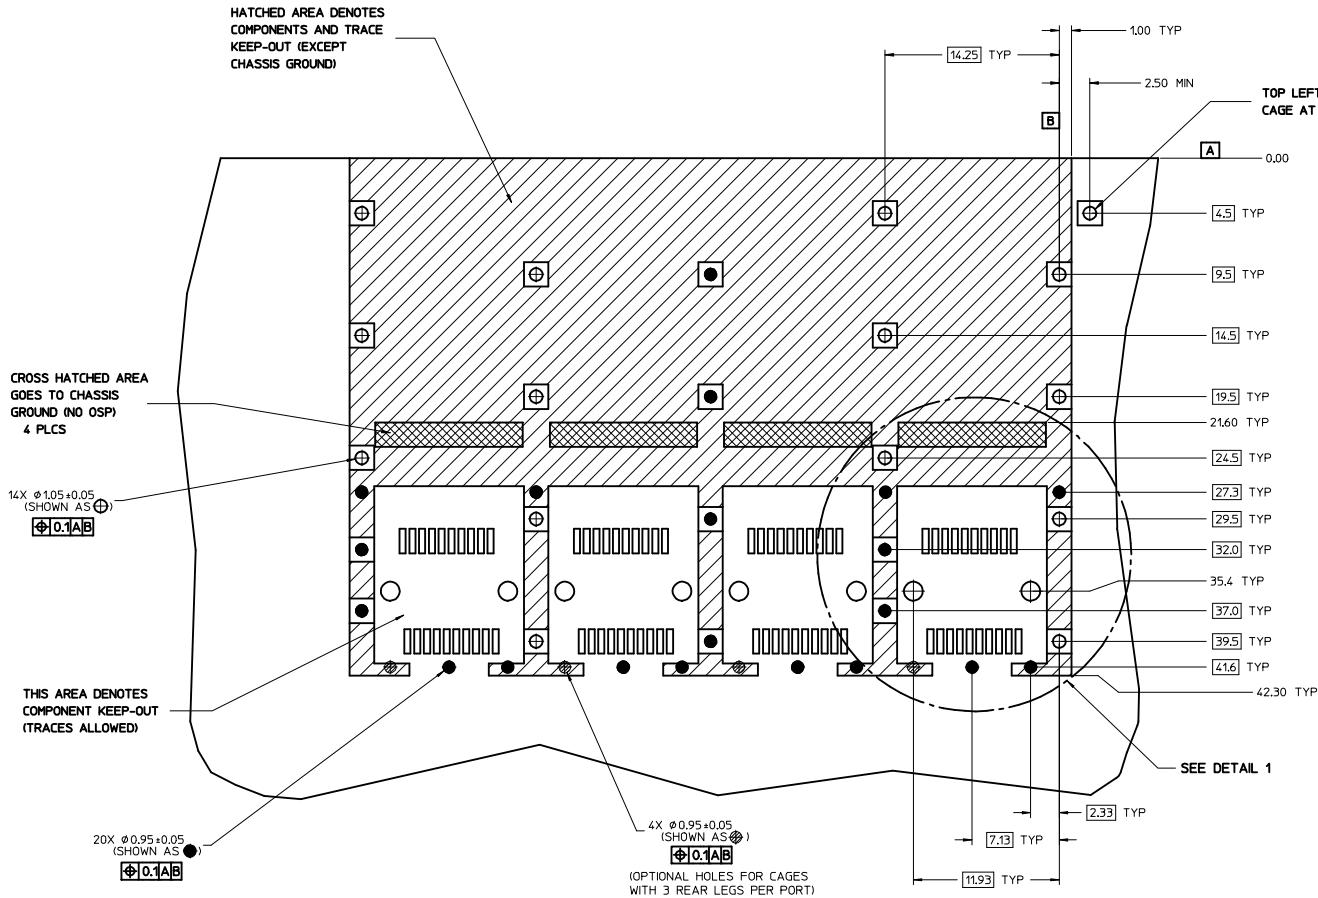 HATCHED AREA DENOTES
COMPONENTS AND TRACE
KEEP-OUT (EXCEPT
CHASSIS GROUND)
1.00 TYP
14.25 TYP
2.50 MIN
TOP LEFT
CAGE AT
B
A
0.00
4.5 TYP
9.5 TYP
14.5 TYP
CROSS HATCHED AREA
GOES TO CHASSIS
GROUND (NO OSP)
4 PLCS
19.5 TYP
21.60 TYP
24.5 TYP
27.3 TYP
14X Ø1.05±0.05
(SHOWN AS ⌖)
⌖ 0.1 A B
29.5 TYP
32.0 TYP
35.4 TYP
37.0 TYP
39.5 TYP
41.6 TYP
42.30 TYP
THIS AREA DENOTES
COMPONENT KEEP-OUT
(TRACES ALLOWED)
SEE DETAIL 1
20X Ø0.95±0.05
(SHOWN AS ●)
⌖ 0.1 A B
4X Ø0.95±0.05
(SHOWN AS )
⌖ 0.1 A B
(OPTIONAL HOLES FOR CAGES
WITH 3 REAR LEGS PER PORT)
2.33 TYP
7.13 TYP
11.93 TYP